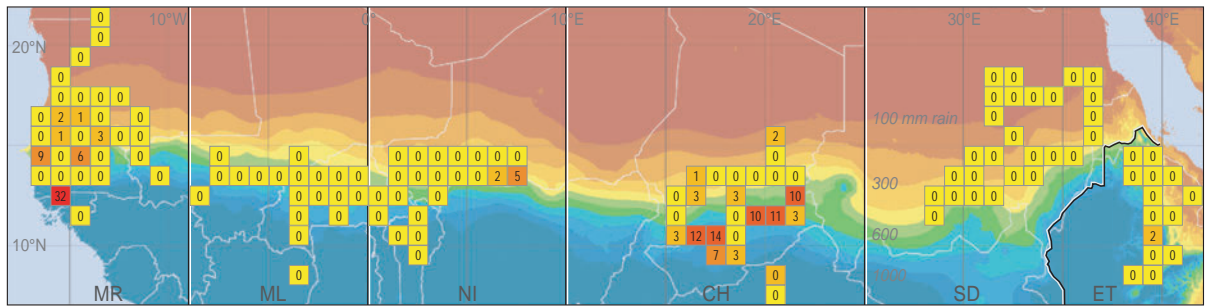 0 10°W 0° 10°E 20°E 30°E 40°E
0
20°N
0
0 0 0 0 0
0 0 0 0 0 0 0 0 0
0 2 1 0 0 100 mm rain 0 0
0 1 0 3 0 0 2 0 0
9 0 6 0 0 0 0 0 0 0 0 0 0 0 0 0 0 0 0 0 0 0
0 0 0 0 0 0 0 0 0 0 0 0 0 2 5 1 0 0 0 0 0 300 0 0 0 0 0 0
32 0 0 0 0 0 0 0 0 0 0 3 3 10 0 0 0 0 0 0 0
0 0 0 0 0 0 0 10 11 3 0 0 0
10°N 0 0 0 3 12 14 0 600 2
0 7 3 0 0
0 0 1000 0 0
MR ML NI CH 0 SD ET